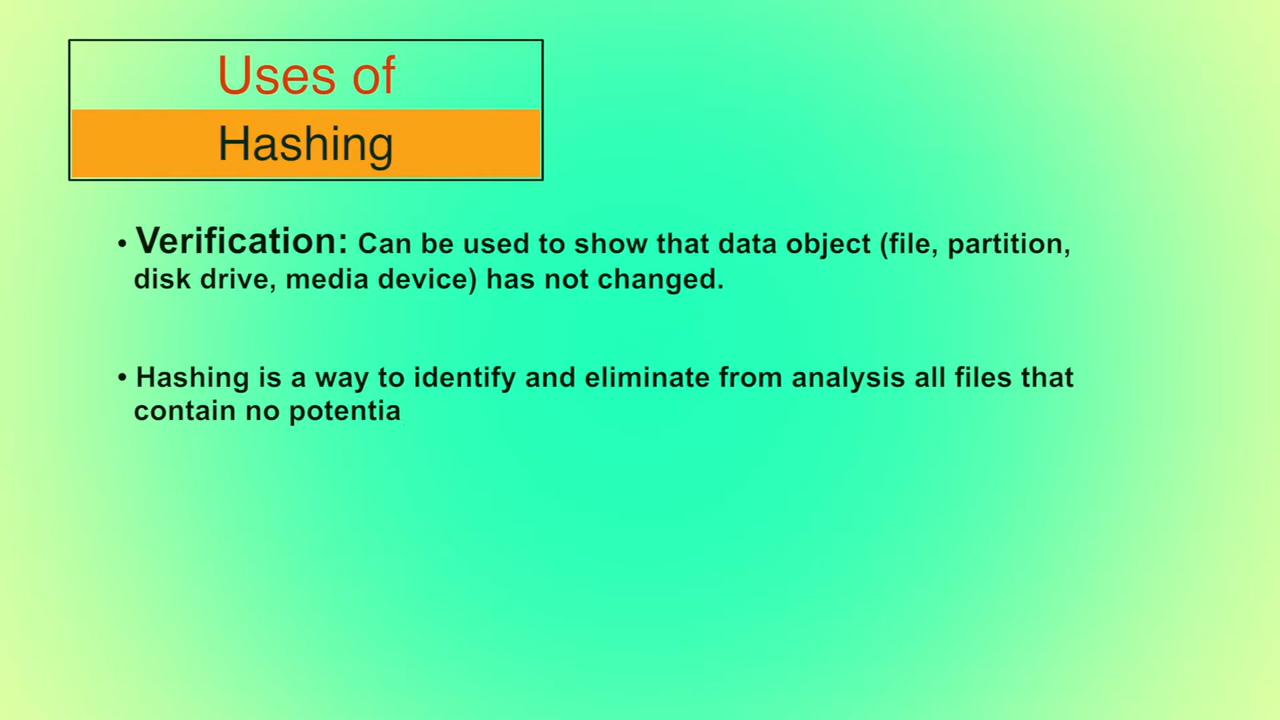 Uses of
Hashing
• Verification: Can be used to show that data object (file, partition,
disk drive, media device) has not changed.
• Hashing is a way to identify and eliminate from analysis all files that
contain no potentia